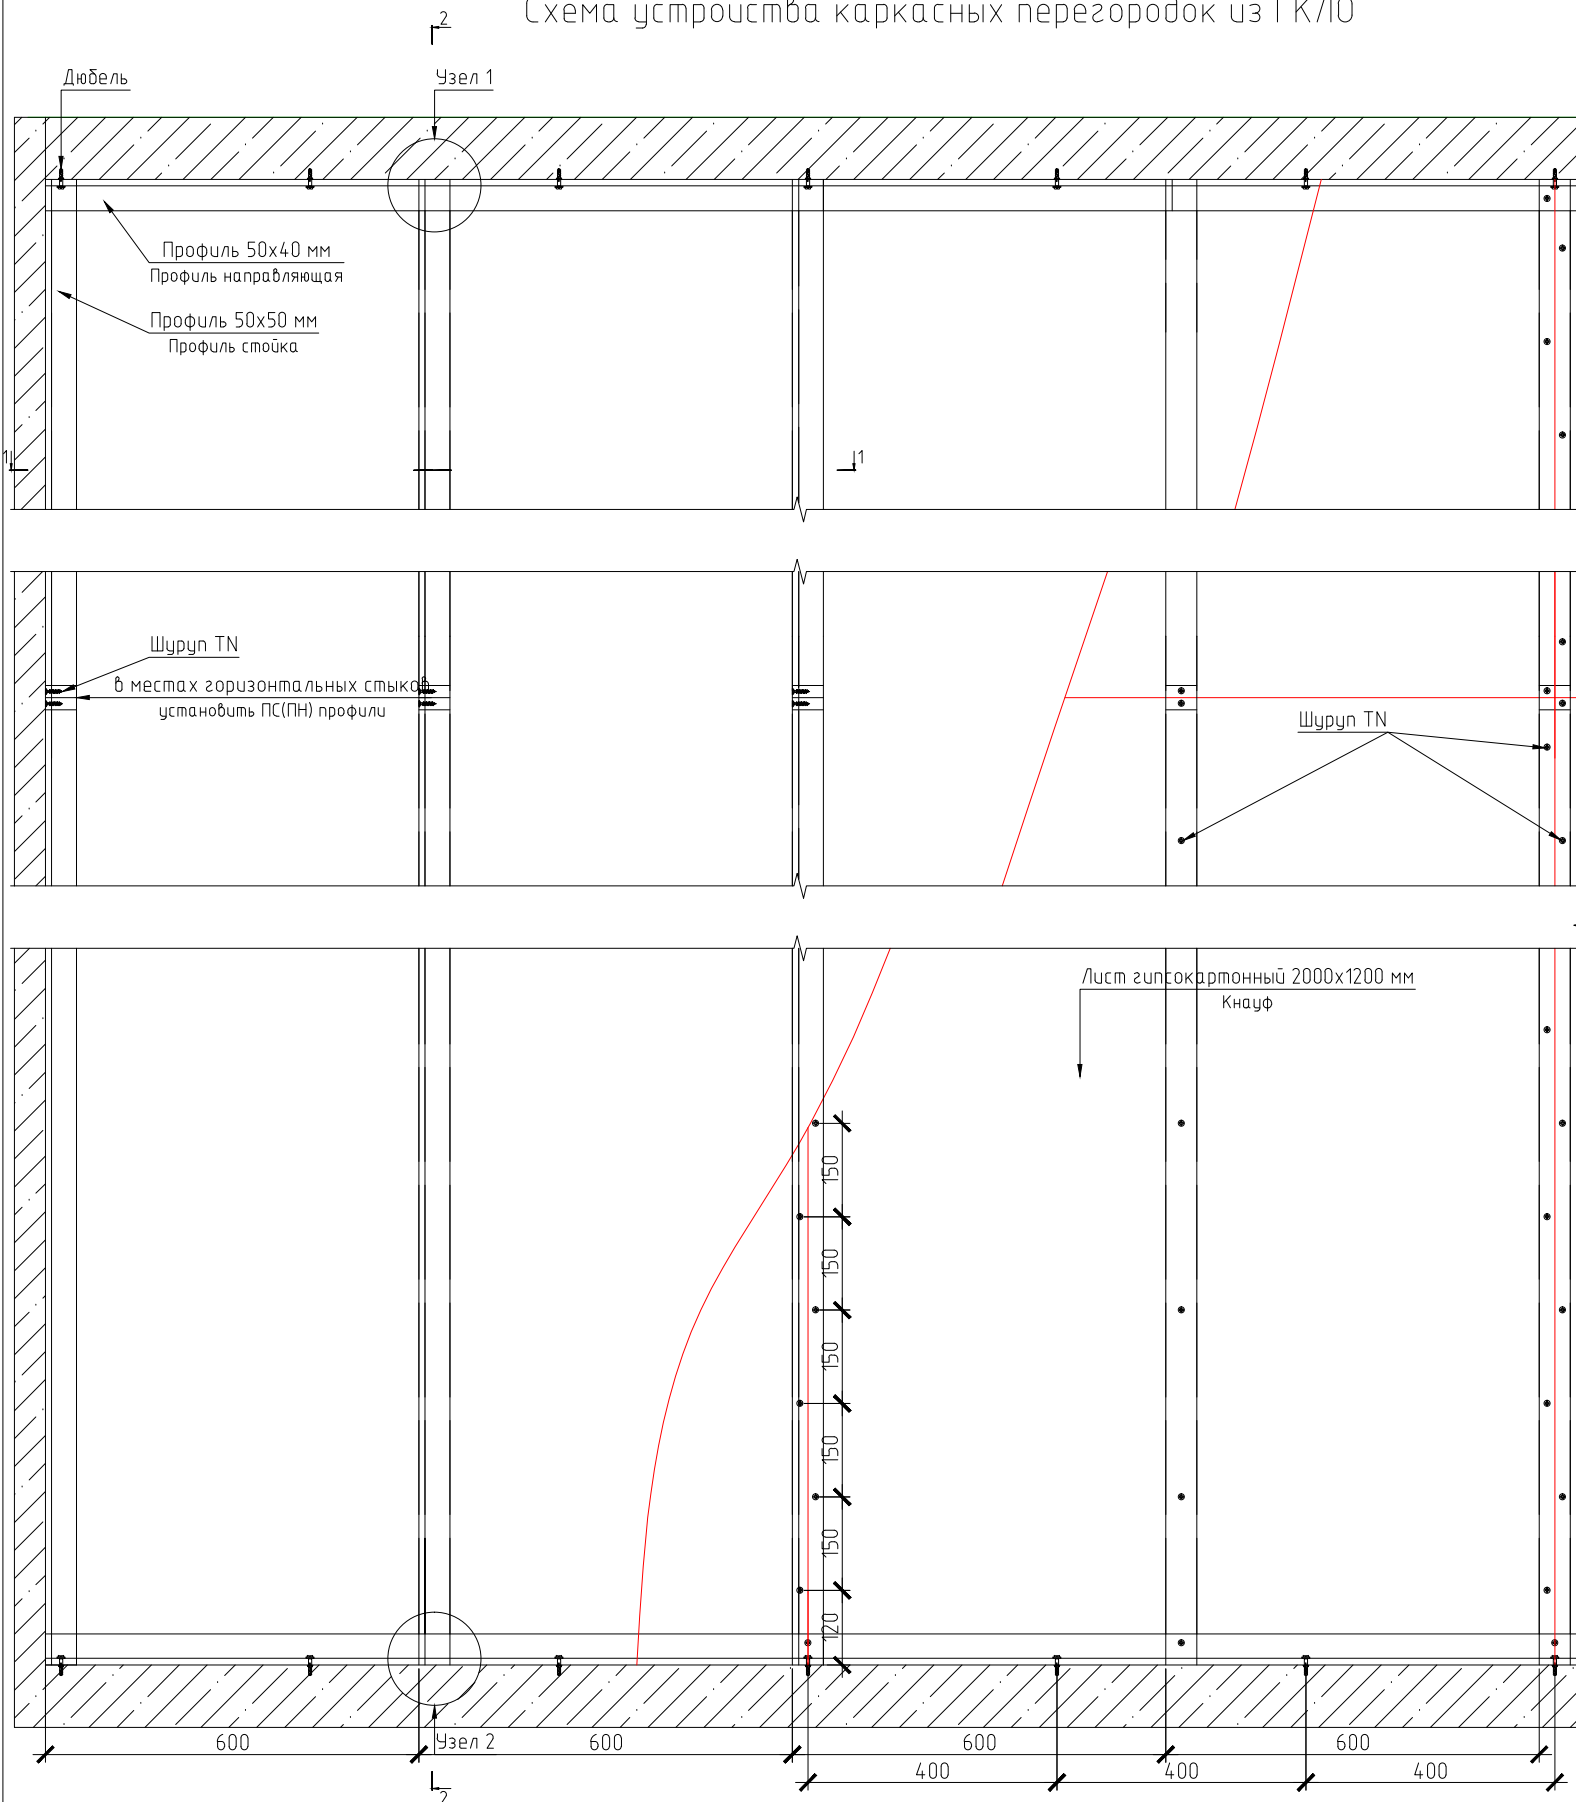 Схема устройства каркасных перегородок из ГКЛО
2
Дюбель
Узел 1
Профиль 50х40 мм
Профиль направляющая
Профиль 50х50 мм
Профиль стойка
1
1
Шуруп TN
в местах горизонтальных стыков
установить ПС(ПН) профили
Шуруп TN
Лист гипсокартонный 2000х1200 мм
Кнауф
150
150
150
150
150
120
600
Узел 2
600
600
600
400
400
400
2